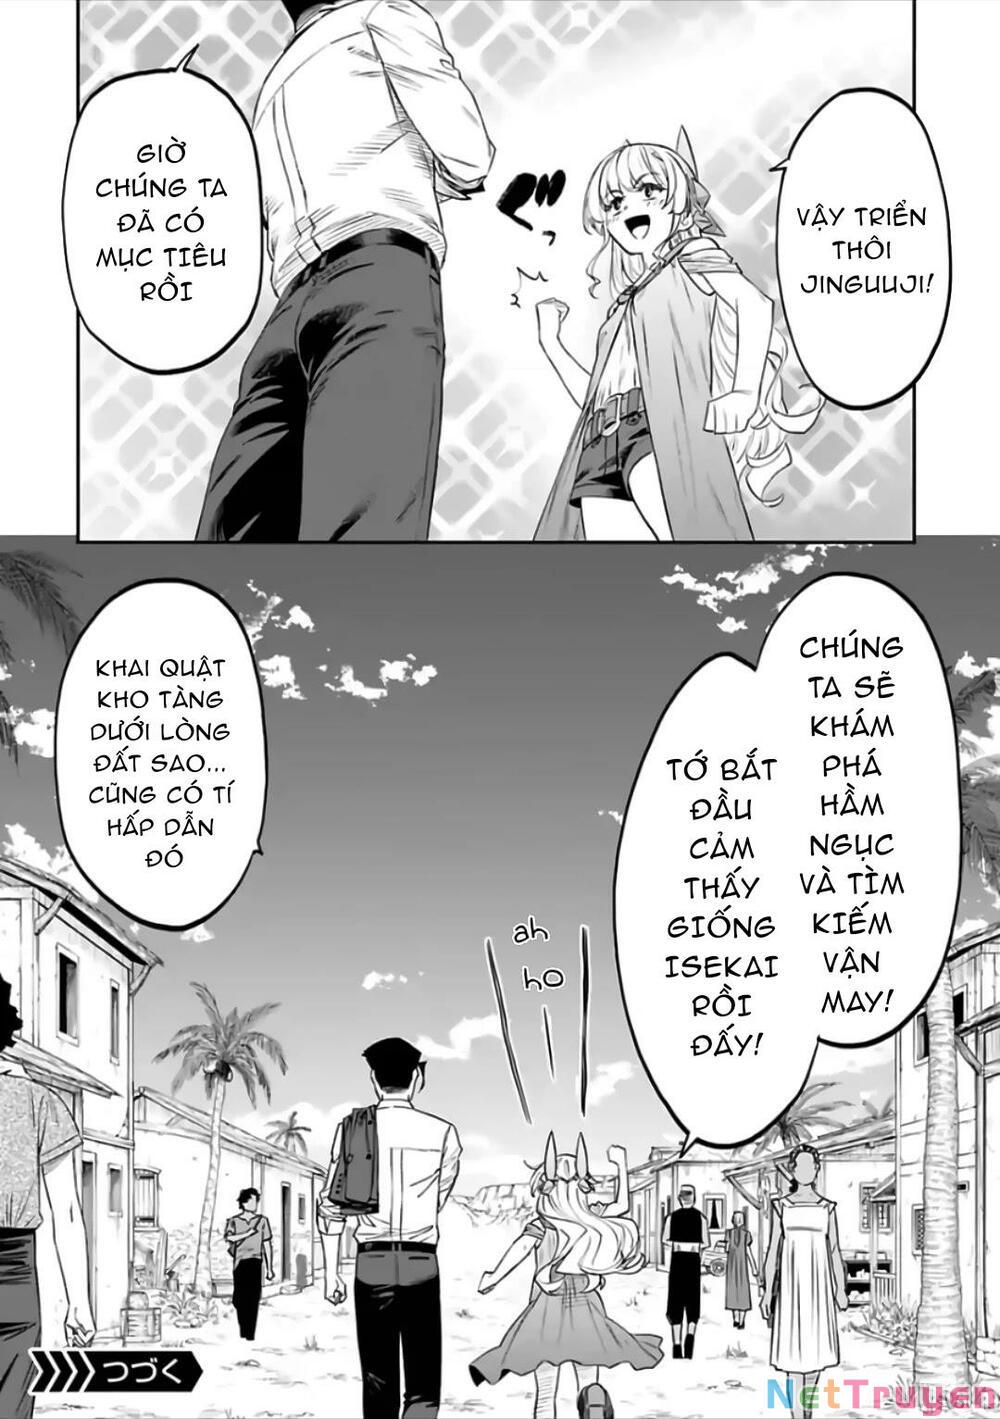 VẬY TRIỂN
THÔI
JINGUUJI!
GIỜ
CHÚNG TA
ĐÃ CÓ
MỤC TIÊU
RỒI
CHÚNG
TA SẼ
KHÁM
PHÁ
HẦM
NGỤC
VÀ TÌM
KIẾM
VẬN
MAY!
TỚ BẮT
ĐẦU
CẢM
THẤY
GIỐNG
ISEKAI
RỒI
ĐẤY!
KHAI QUẬT
KHO TÀNG
DƯỚI LÒNG
ĐẤT SAO...
CŨNG CÓ TÍ
HẤP DẪN
ĐÓ
ah
ho
つづく
NetTruyen